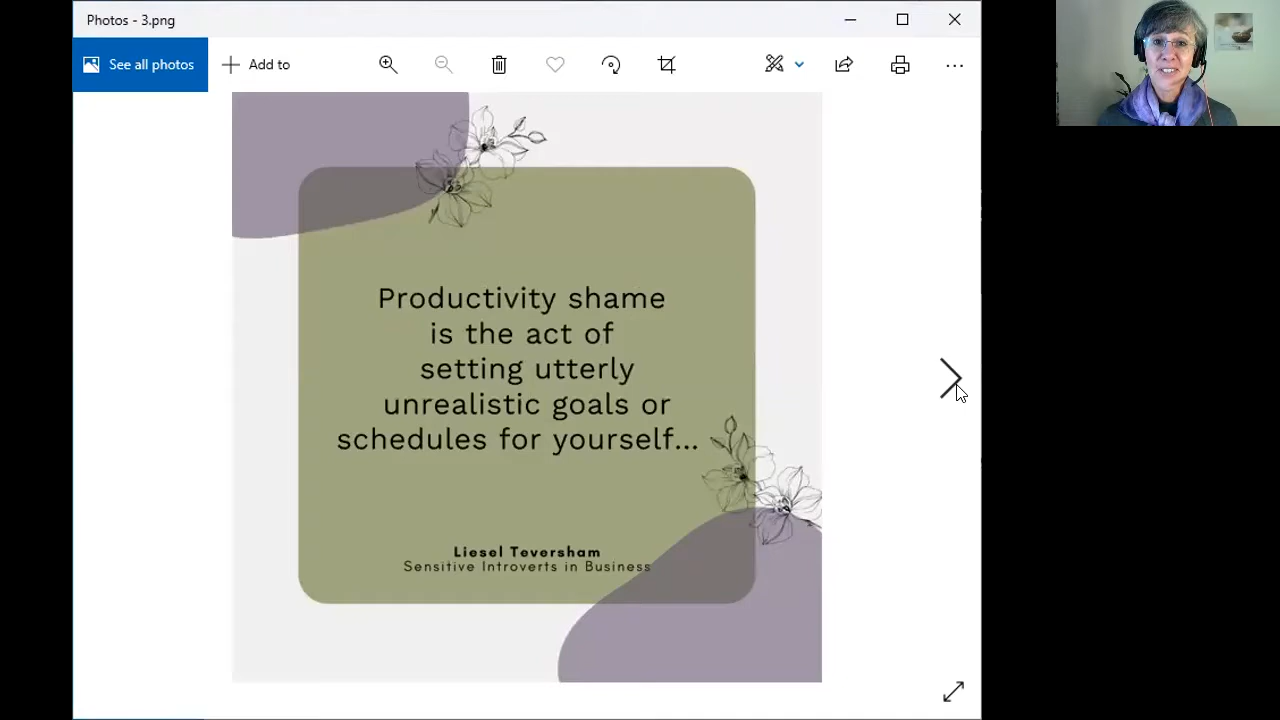 Photos - 3.png
See all photos
Add to
Productivity shame
is the act of
setting utterly
unrealistic goals or
schedules for yourself...
Liesel Teversham
Sensitive Introverts in Business